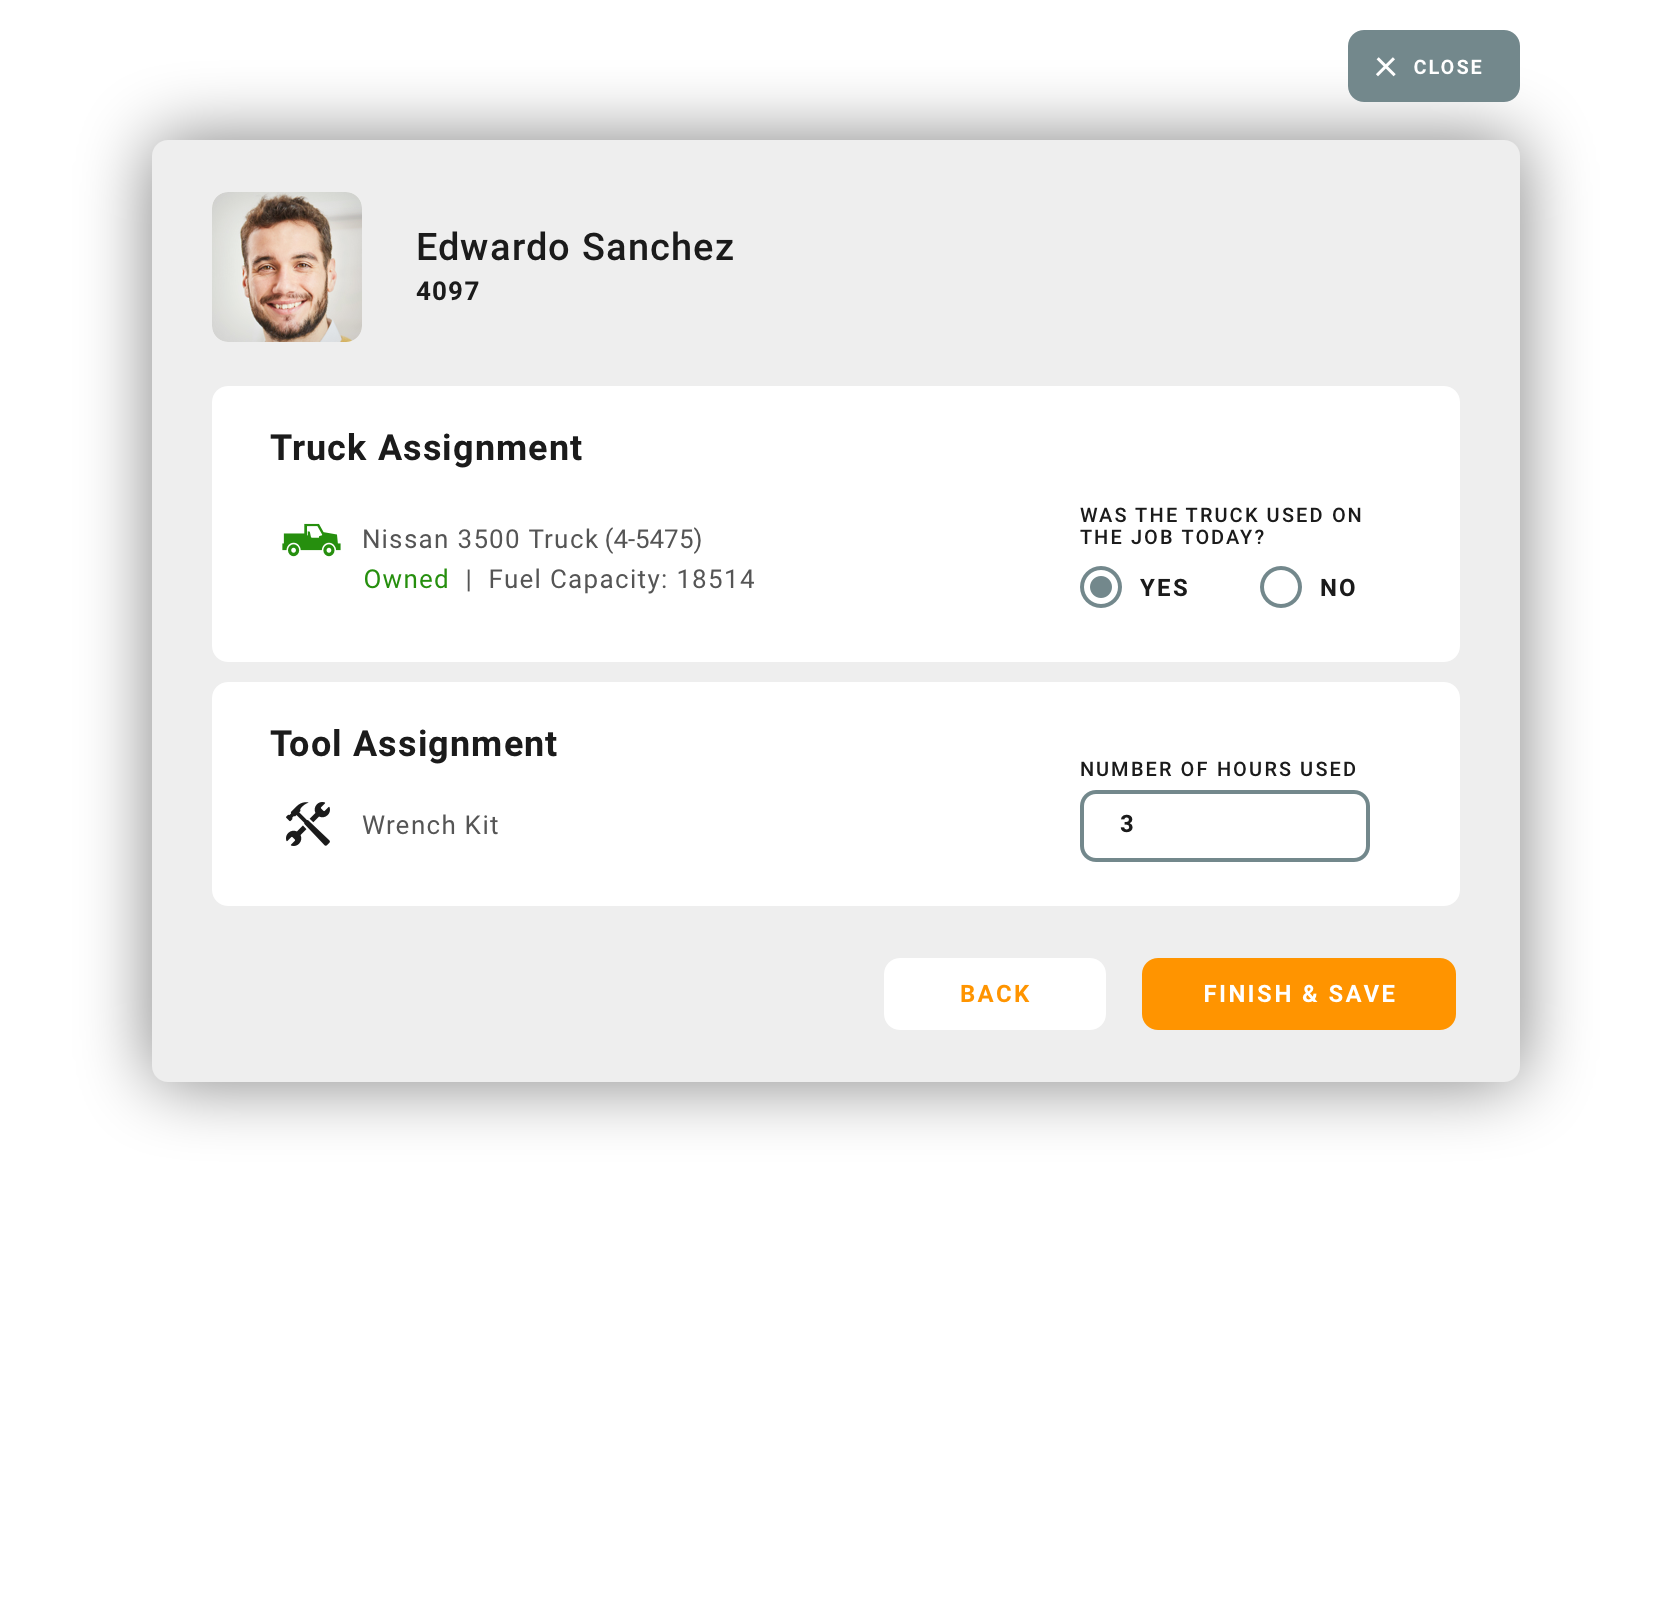 CLOSE
Edwardo Sanchez
4097
Truck Assignment
Nissan 3500 Truck (4-5475)
Owned | Fuel Capacity: 18514
WAS THE TRUCK USED ON
THE JOB TODAY?
YES NO
Tool Assignment
Wrench Kit
NUMBER OF HOURS USED
3
BACK
FINISH & SAVE